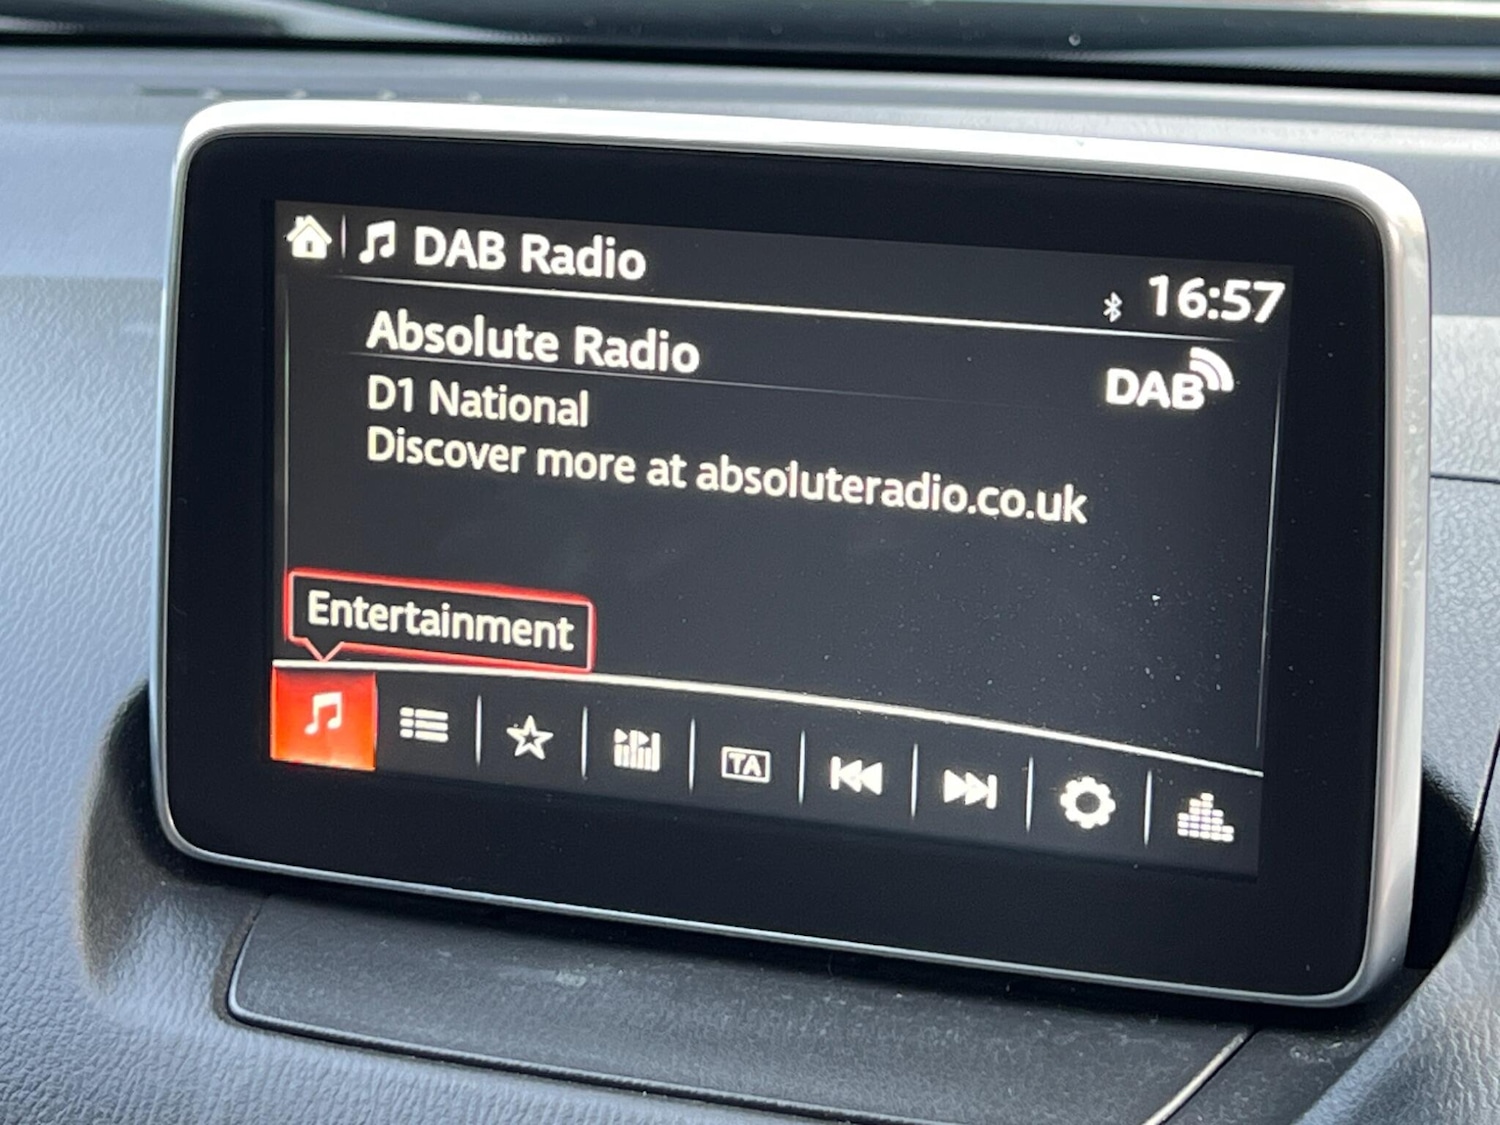 DAB Radio
16:57
Absolute Radio
DAB
D1 National
Discover more at absoluteradio.co.uk
Entertainment
TA